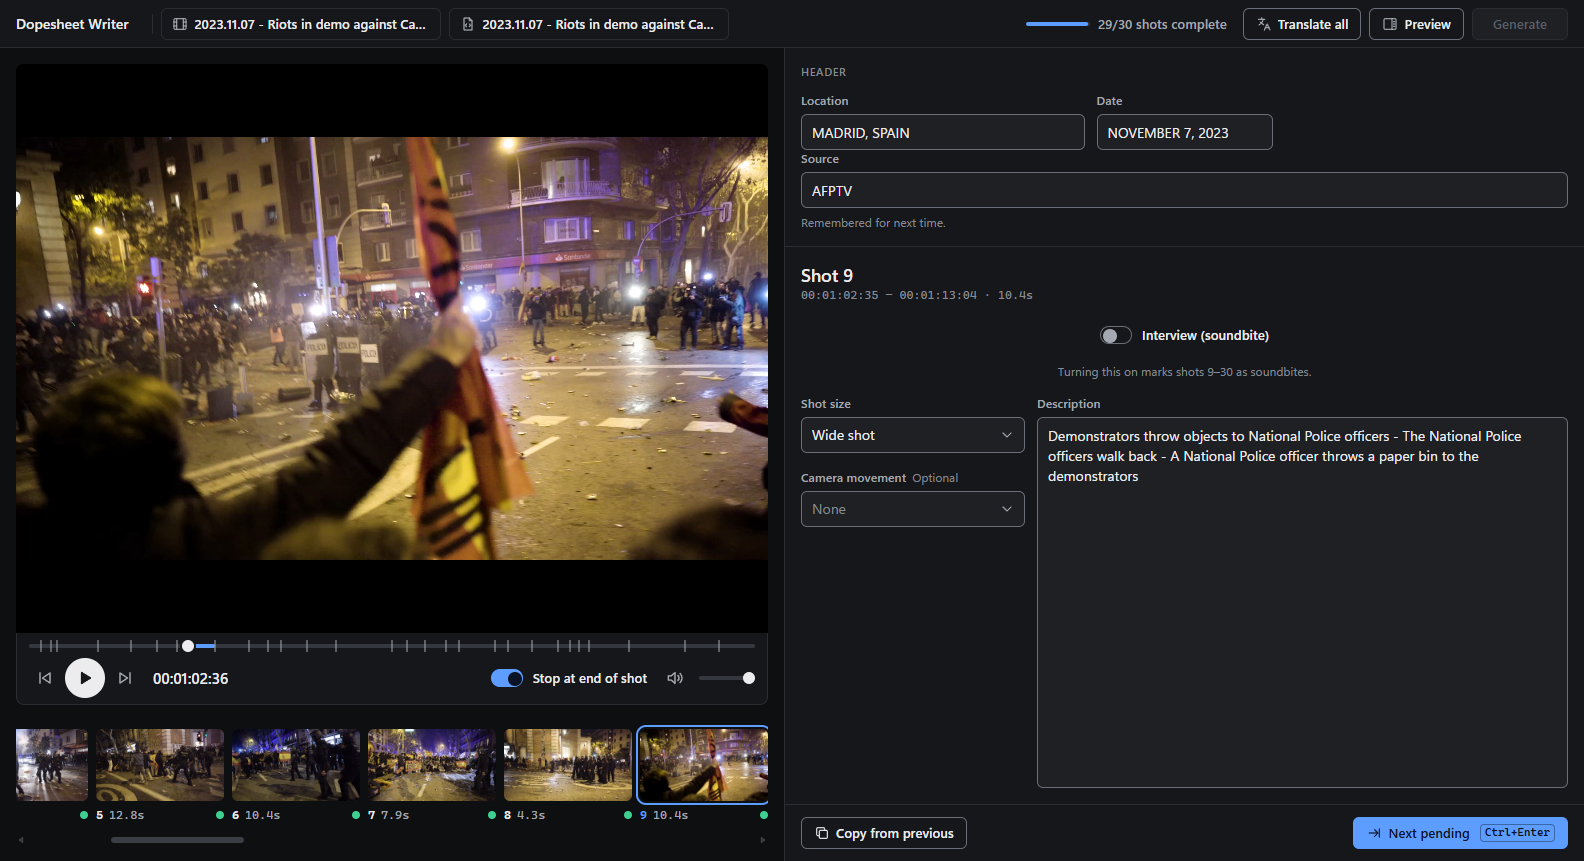 Dopesheet Writer
2023.11.07 - Riots in demo against Ca...
2023.11.07 - Riots in demo against Ca...
29/30 shots complete
Translate all
Preview
Generate
HEADER
Location
Date
MADRID, SPAIN
NOVEMBER 7, 2023
Source
AFPTV
Remembered for next time.
Shot 9
00:01:02:35 – 00:01:13:04 · 10.4s
Interview (soundbite)
Turning this on marks shots 9–30 as soundbites.
Shot size
Description
Wide shot
Demonstrators throw objects to National Police officers - The National Police
officers walk back - A National Police officer throws a paper bin to the
demonstrators
Camera movement Optional
None
Santander
Santander
POLICIA
POLICIA
POLICIA
00:01:02:36
Stop at end of shot
5 12.8s
6 10.4s
7 7.9s
8 4.3s
9 10.4s
Copy from previous
Next pending Ctrl+Enter